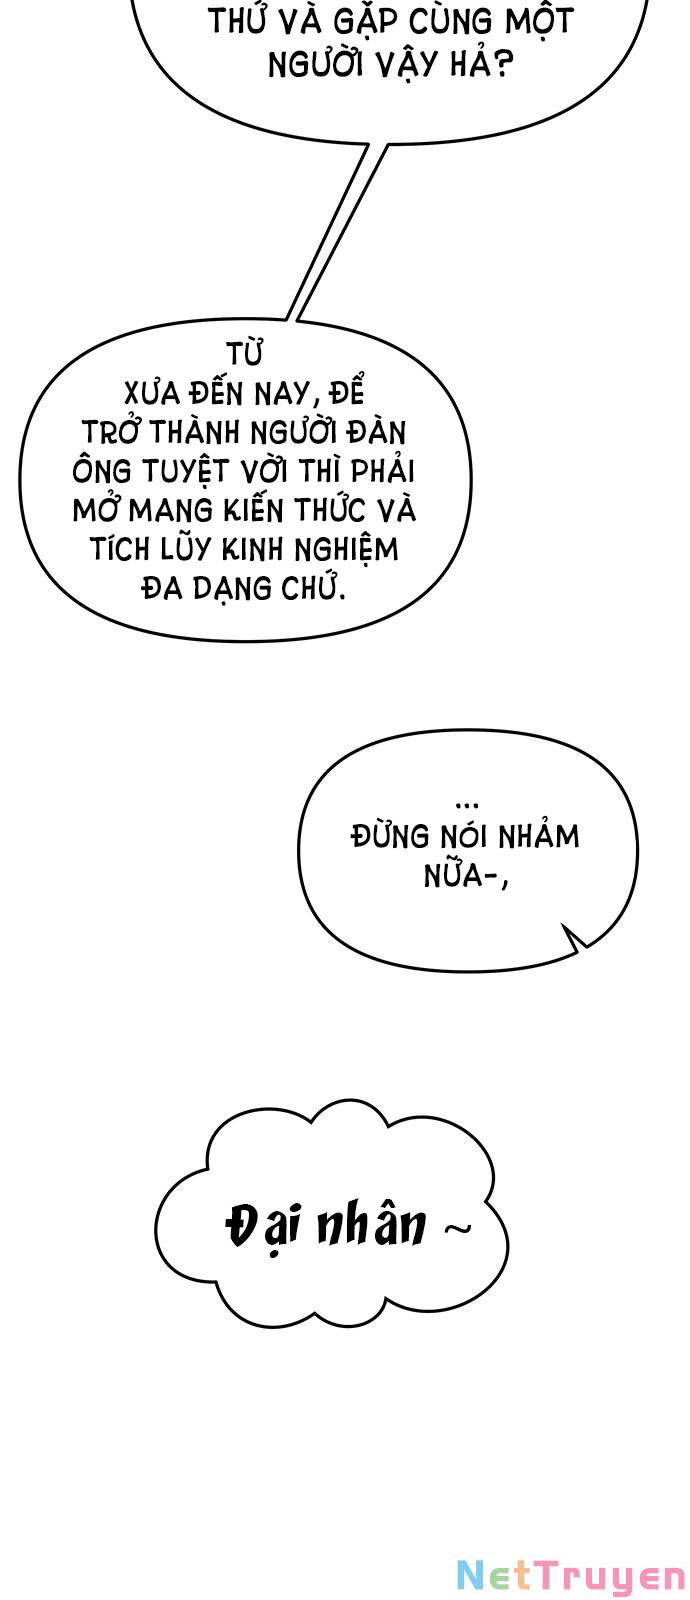 THỨ VÀ GẶP CÙNG MỘT
NGƯỜI VẬY HẢ?
TỪ
XƯA ĐẾN NAY, ĐỂ
TRỞ THÀNH NGƯỜI ĐÀN
ÔNG TUYỆT VỜI THÌ PHẢI
MỞ MANG KIẾN THỨC VÀ
TÍCH LŨY KINH NGHIỆM
ĐA DẠNG CHỨ.
...
ĐỪNG NÓI NHẢM
NỮA-,
Đại nhân ~
NetTruyen